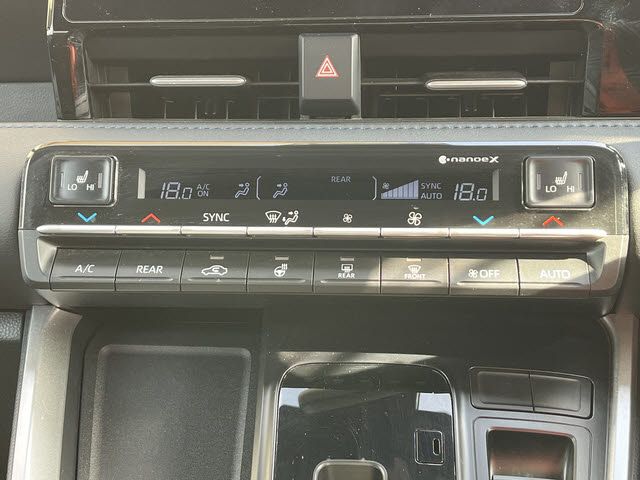 nanoeX
LO HI
18.0 A/C ON
REAR
SYNC AUTO 18.0
LO HI
SYNC
A/C REAR REAR FRONT OFF AUTO